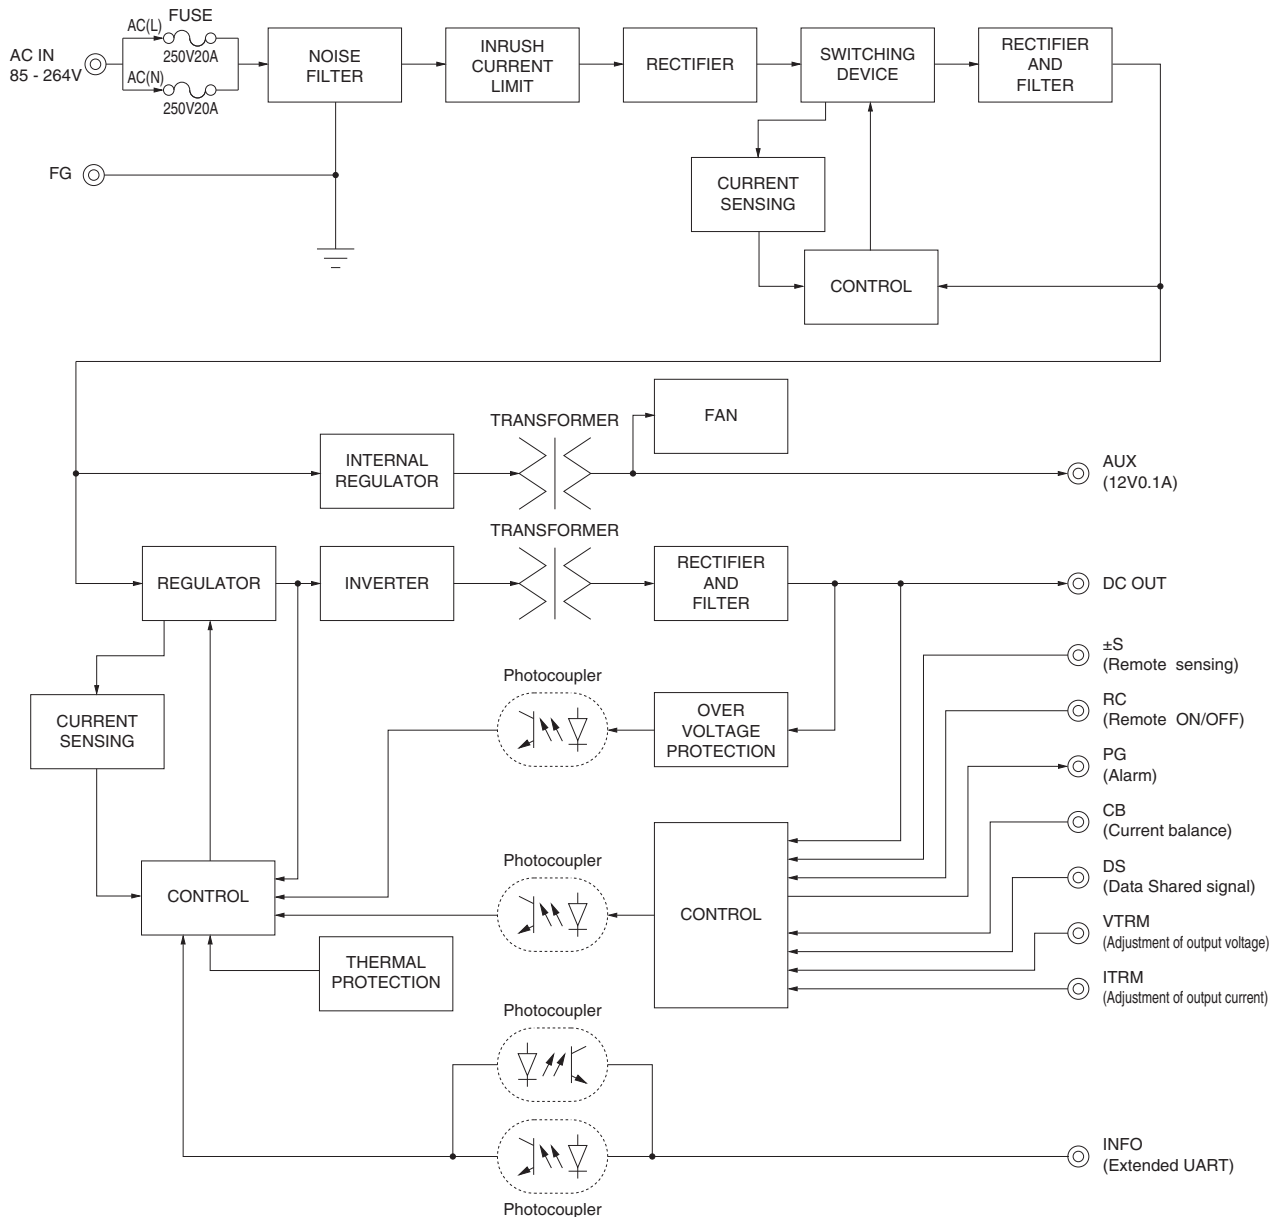 AC IN
85 - 264V
AC(L)
FUSE
250V20A
AC(N)
250V20A
NOISE
FILTER
INRUSH
CURRENT
LIMIT
RECTIFIER
SWITCHING
DEVICE
RECTIFIER
AND
FILTER
FG
CURRENT
SENSING
CONTROL
TRANSFORMER
FAN
INTERNAL
REGULATOR
AUX
(12V0.1A)
TRANSFORMER
REGULATOR
INVERTER
RECTIFIER
AND
FILTER
DC OUT
±S
(Remote sensing)
Photocoupler
CURRENT
SENSING
OVER
VOLTAGE
PROTECTION
RC
(Remote ON/OFF)
PG
(Alarm)
CB
(Current balance)
Photocoupler
CONTROL
CONTROL
DS
(Data Shared signal)
VTRM
(Adjustment of output voltage)
THERMAL
PROTECTION
ITRM
(Adjustment of output current)
Photocoupler
INFO
(Extended UART)
Photocoupler